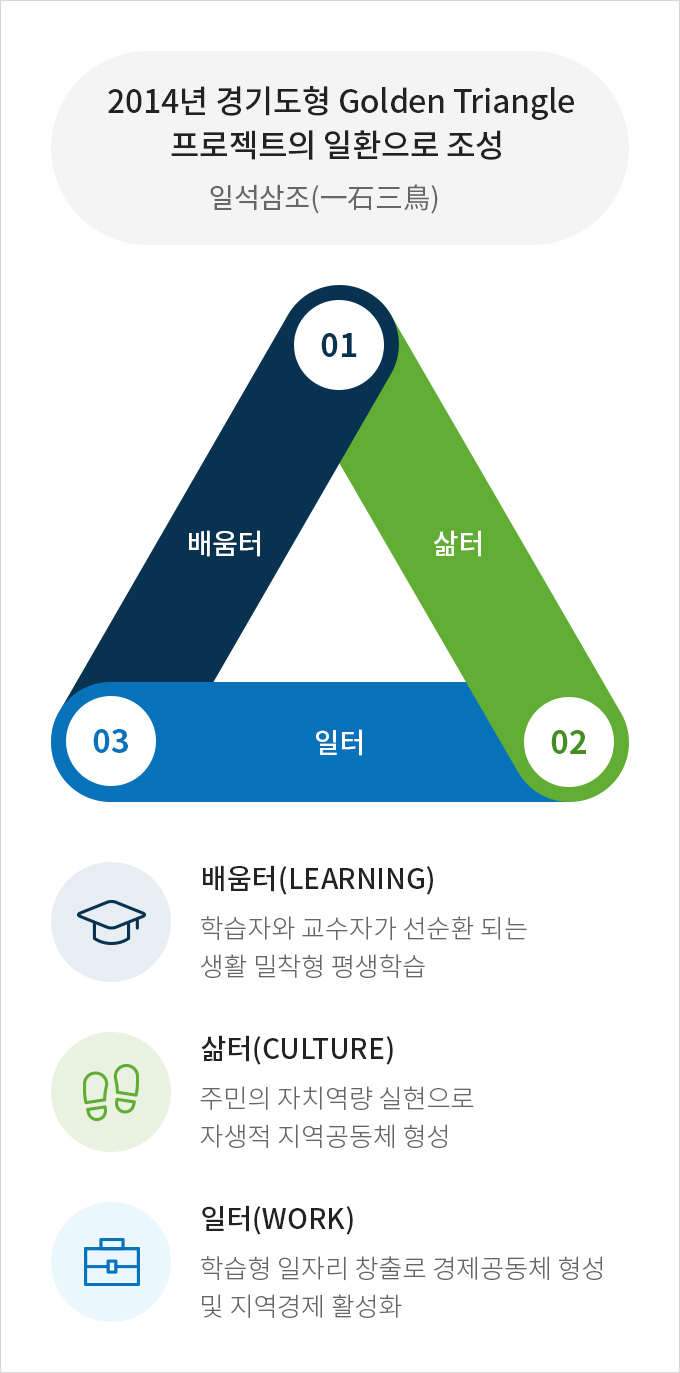 2014년 경기도형 Golden Triangle
프로젝트의 일환으로 조성
일석삼조(一石三鳥)
01
배움터
삶터
03
일터
02
배움터(LEARNING)
학습자와 교수자가 선순환 되는
생활 밀착형 평생학습
삶터(CULTURE)
주민의 자치역량 실현으로
자생적 지역공동체 형성
일터(WORK)
학습형 일자리 창출로 경제공동체 형성
및 지역경제 활성화